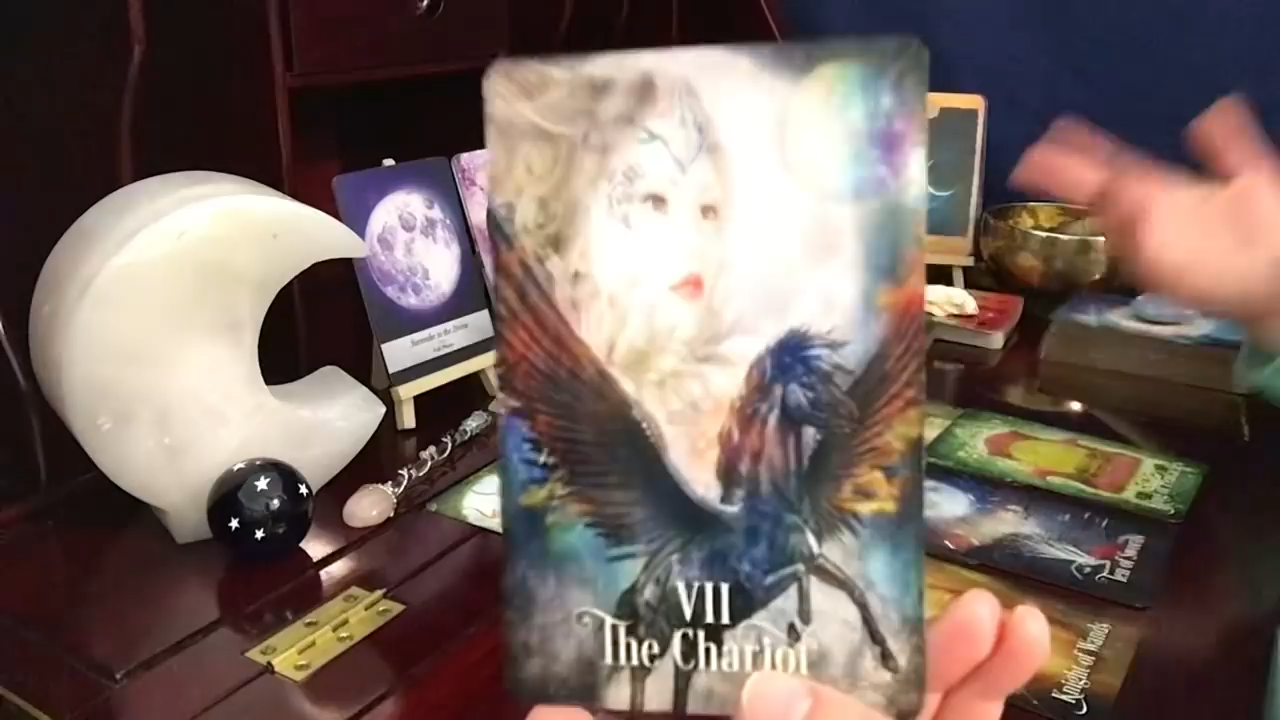 Surrender to the Divine
VII
The Chariot
Ten of Swords
Knight of Wands